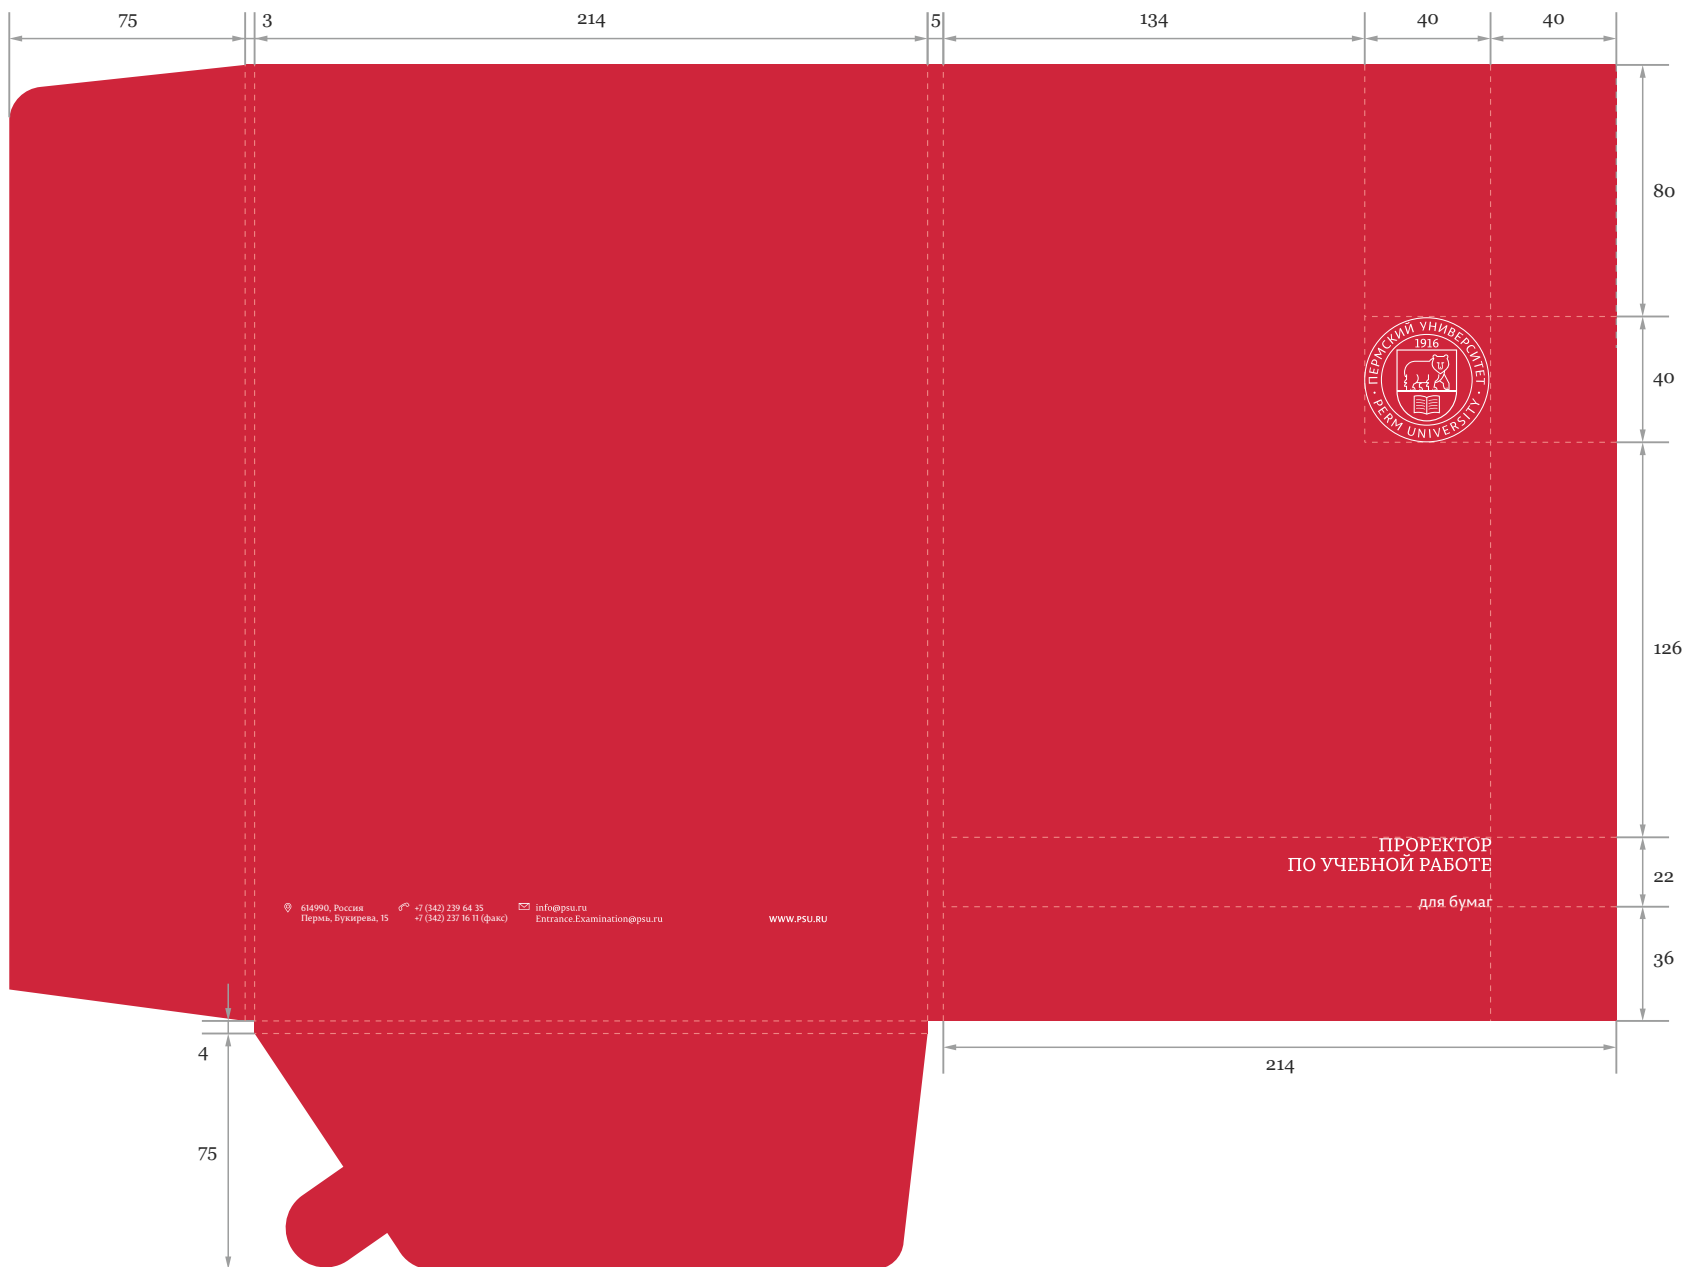 75
3
214
5
134
40
40
80
ПЕРМСКИЙ УНИВЕРСИТЕТ
1916
PERM UNIVERSITY
40
126
ПРОРЕКТОР
ПО УЧЕБНОЙ РАБОТЕ
22
для бумаг
614990, Россия
Пермь, Букирева, 15
+7 (342) 239 64 35
+7 (342) 237 16 11 (факс)
info@psu.ru
Entrance.Examination@psu.ru
WWW.PSU.RU
36
4
214
75